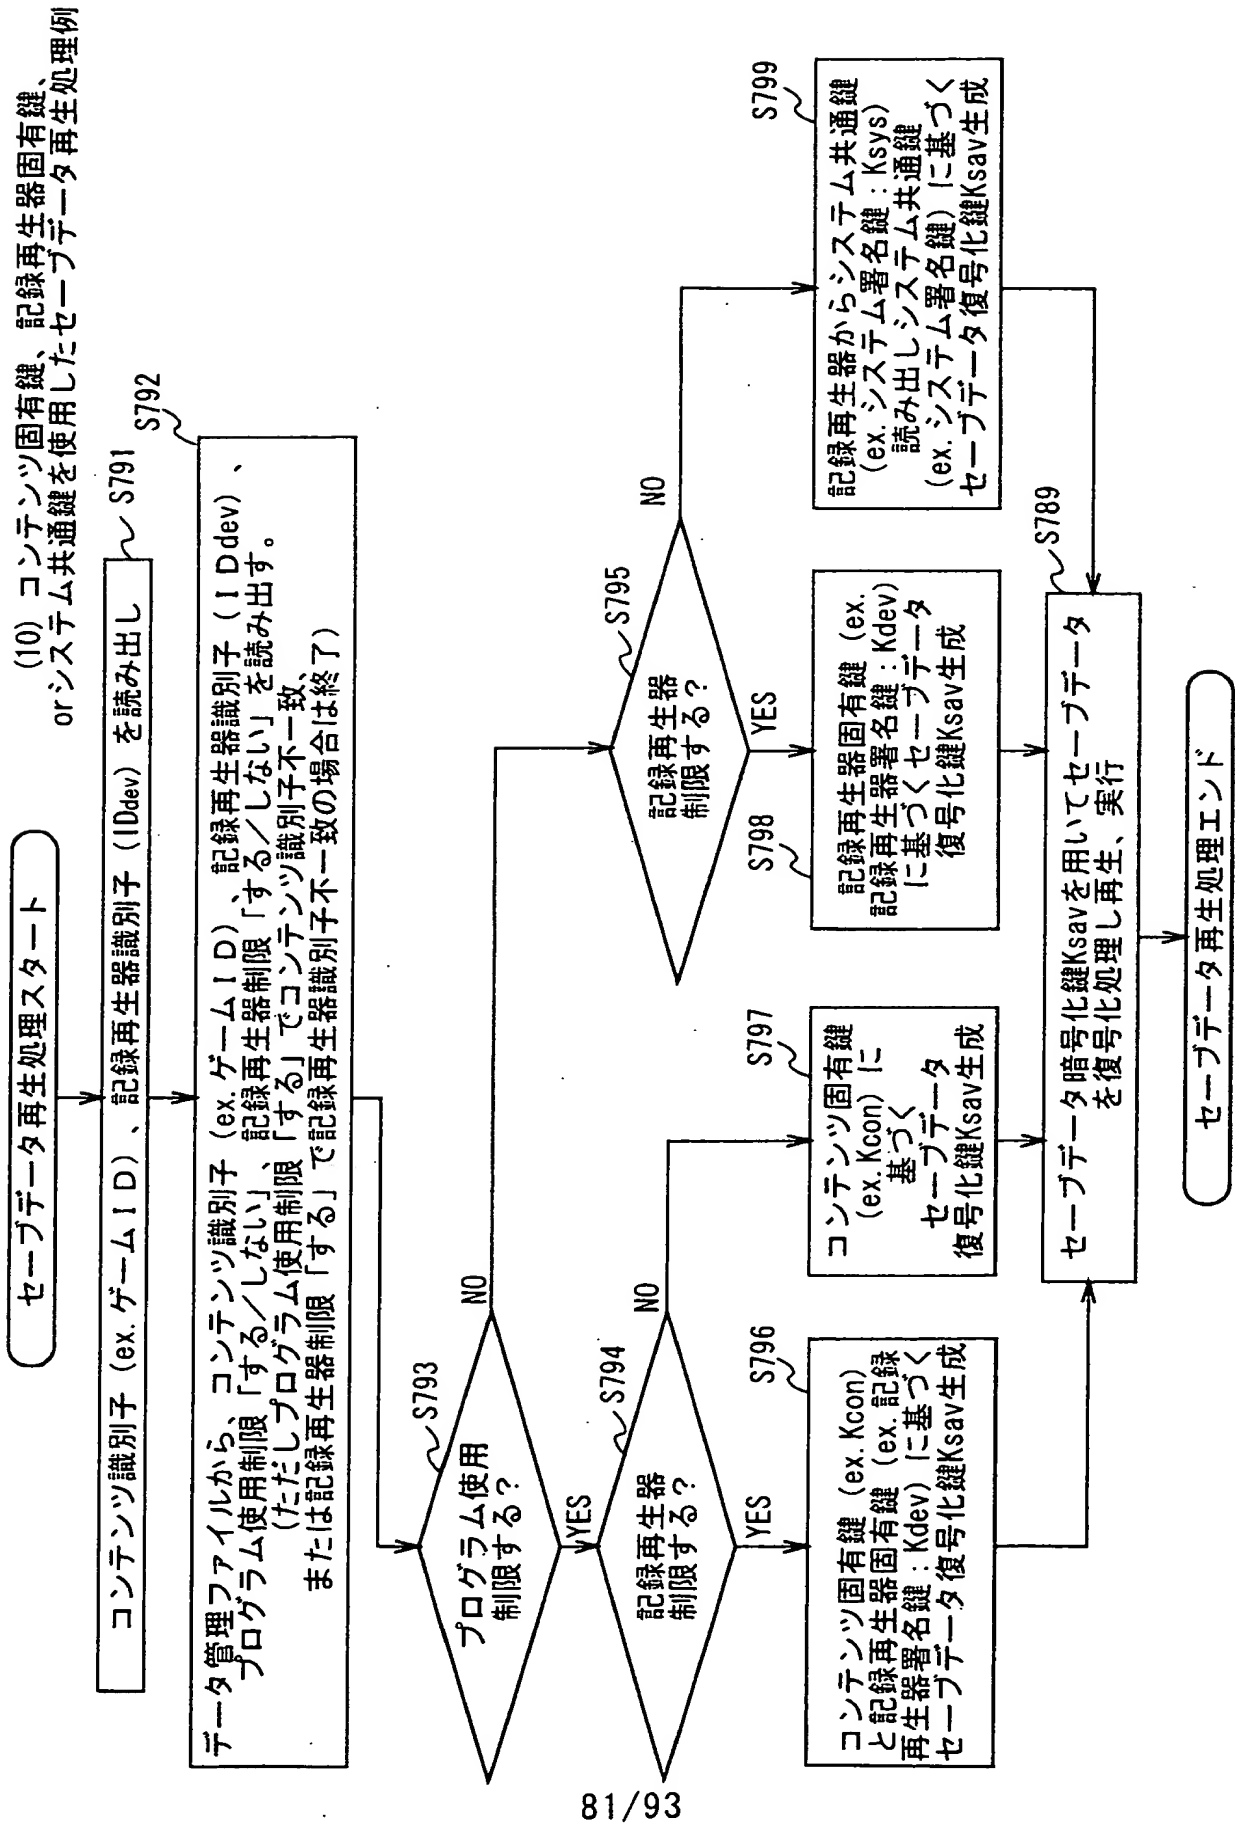 (10) コンテンツ固有鍵、記録再生器固有鍵、
orシステム共通鍵を使用したセーブデータ再生処理例
セーブデータ再生処理スタート
コンテンツ識別子 (ex.ゲームID)、記録再生器識別子 (IDdev) を読み出し
S791
S792
データ管理ファイルから、コンテンツ識別子 (ex.ゲームID)、記録再生器識別子 (IDdev)、
プログラム使用制限「する/しない」、記録再生器制限「する/しない」を読み出す。
(ただしプログラム使用制限「する」でコンテンツ識別子不一致、
または記録再生器制限「する」で記録再生器識別子不一致の場合は終了)
S793
プログラム使用
制限する?
NO
YES
S794
記録再生器
制限する?
NO
YES
S795
記録再生器
制限する?
NO
YES
S796
コンテンツ固有鍵 (ex.Kcon)
と記録再生器固有鍵 (ex.記録
再生器署名鍵:Kdev) に基づく
セーブデータ復号化鍵Ksav生成
S797
コンテンツ固有鍵
(ex.Kcon) に
基づく
セーブデータ
復号化鍵Ksav生成
S798
記録再生器固有鍵 (ex.
記録再生器署名鍵:Kdev)
に基づくセーブデータ
復号化鍵Ksav生成
S799
記録再生器からシステム共通鍵
(ex.システム署名鍵:Ksys)
読み出しシステム共通鍵
(ex.システム署名鍵) に基づく
セーブデータ復号化鍵Ksav生成
S789
セーブデータ暗号化鍵Ksavを用いてセーブデータ
を復号化処理し再生、実行
セーブデータ再生処理エンド
81/93